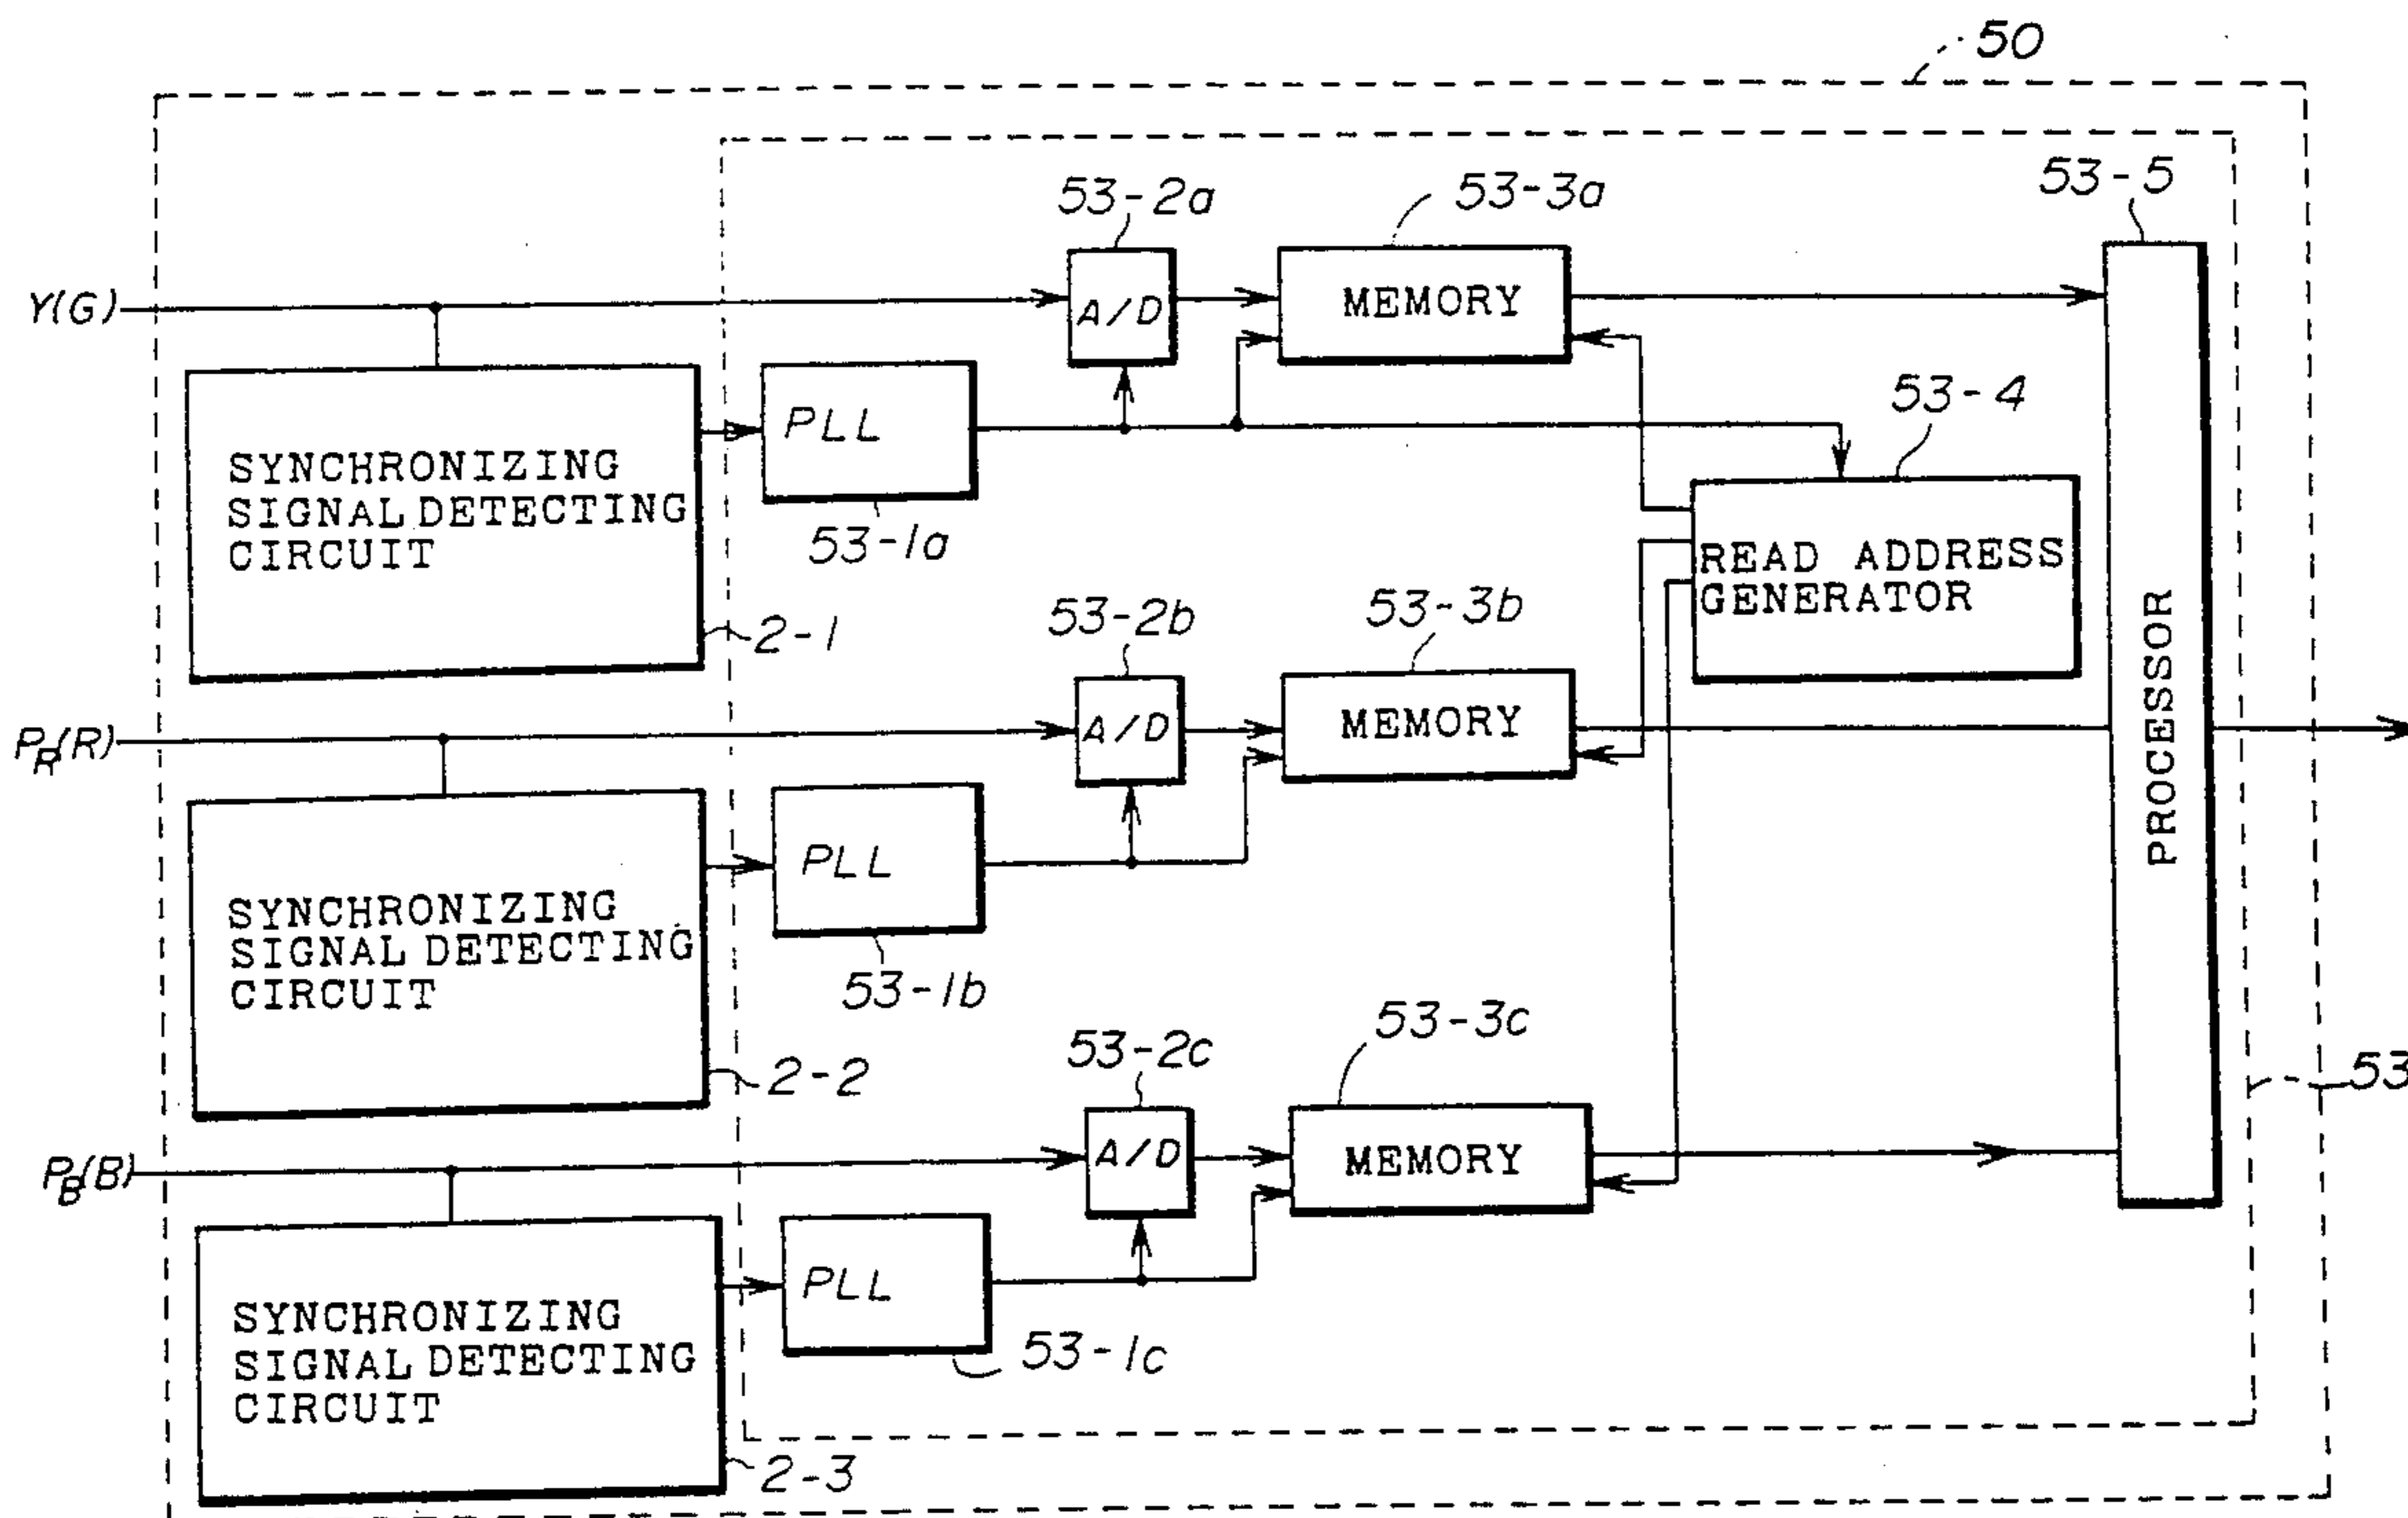 50
53-5
53-2a
53-3a
Y(G)
A/D
MEMORY
53-4
PLL
SYNCHRONIZING
SIGNAL DETECTING
CIRCUIT
53-1a
READ ADDRESS
GENERATOR
2-1
53-2b
53-3b
PROCESSOR
PR(R)
A/D
MEMORY
PLL
SYNCHRONIZING
SIGNAL DETECTING
CIRCUIT
53-1b
2-2
53-2c
53-3c
53
PB(B)
A/D
MEMORY
PLL
SYNCHRONIZING
SIGNAL DETECTING
CIRCUIT
53-1c
2-3